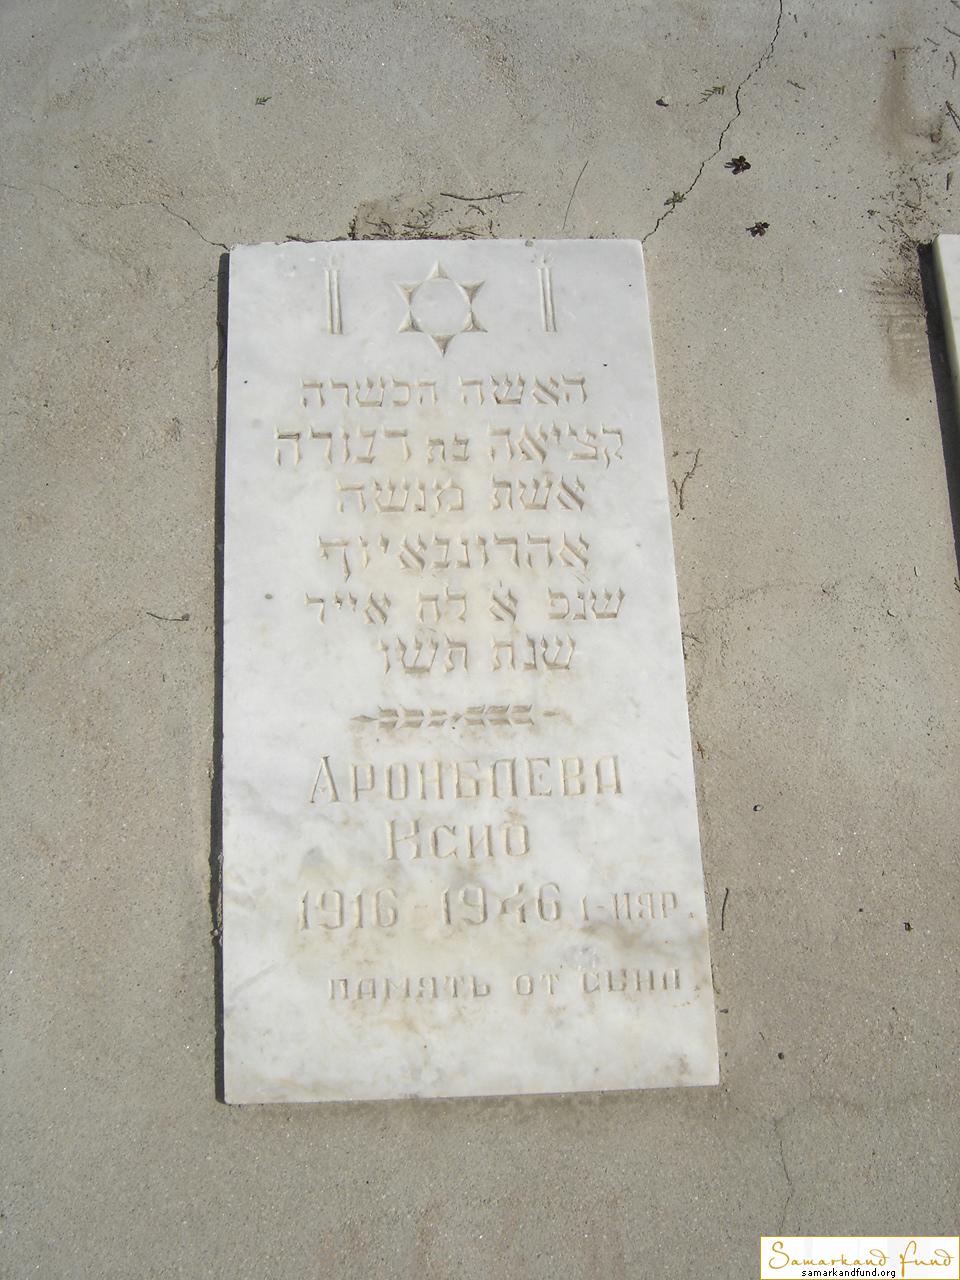 האשה הכשרה
קציאה בת דבורה
אשת מנשה
אהרונבאיוף
שנפ א לח אייר
שנת תשו
АРОНБАЕВА
КСИО
1916 - 1946 1-ИЯР.
ПАМЯТЬ ОТ СЫНА.
Samarkand Fund
samarkandfund.org